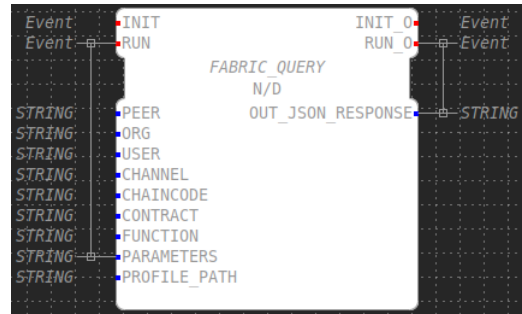 Event INIT INIT_O Event
Event RUN RUN_O Event
FABRIC_QUERY
N/D
STRING PEER OUT_JSON_RESPONSE STRING
STRING ORG
STRING USER
STRING CHANNEL
STRING CHAINCODE
STRING CONTRACT
STRING FUNCTION
STRING PARAMETERS
STRING PROFILE_PATH